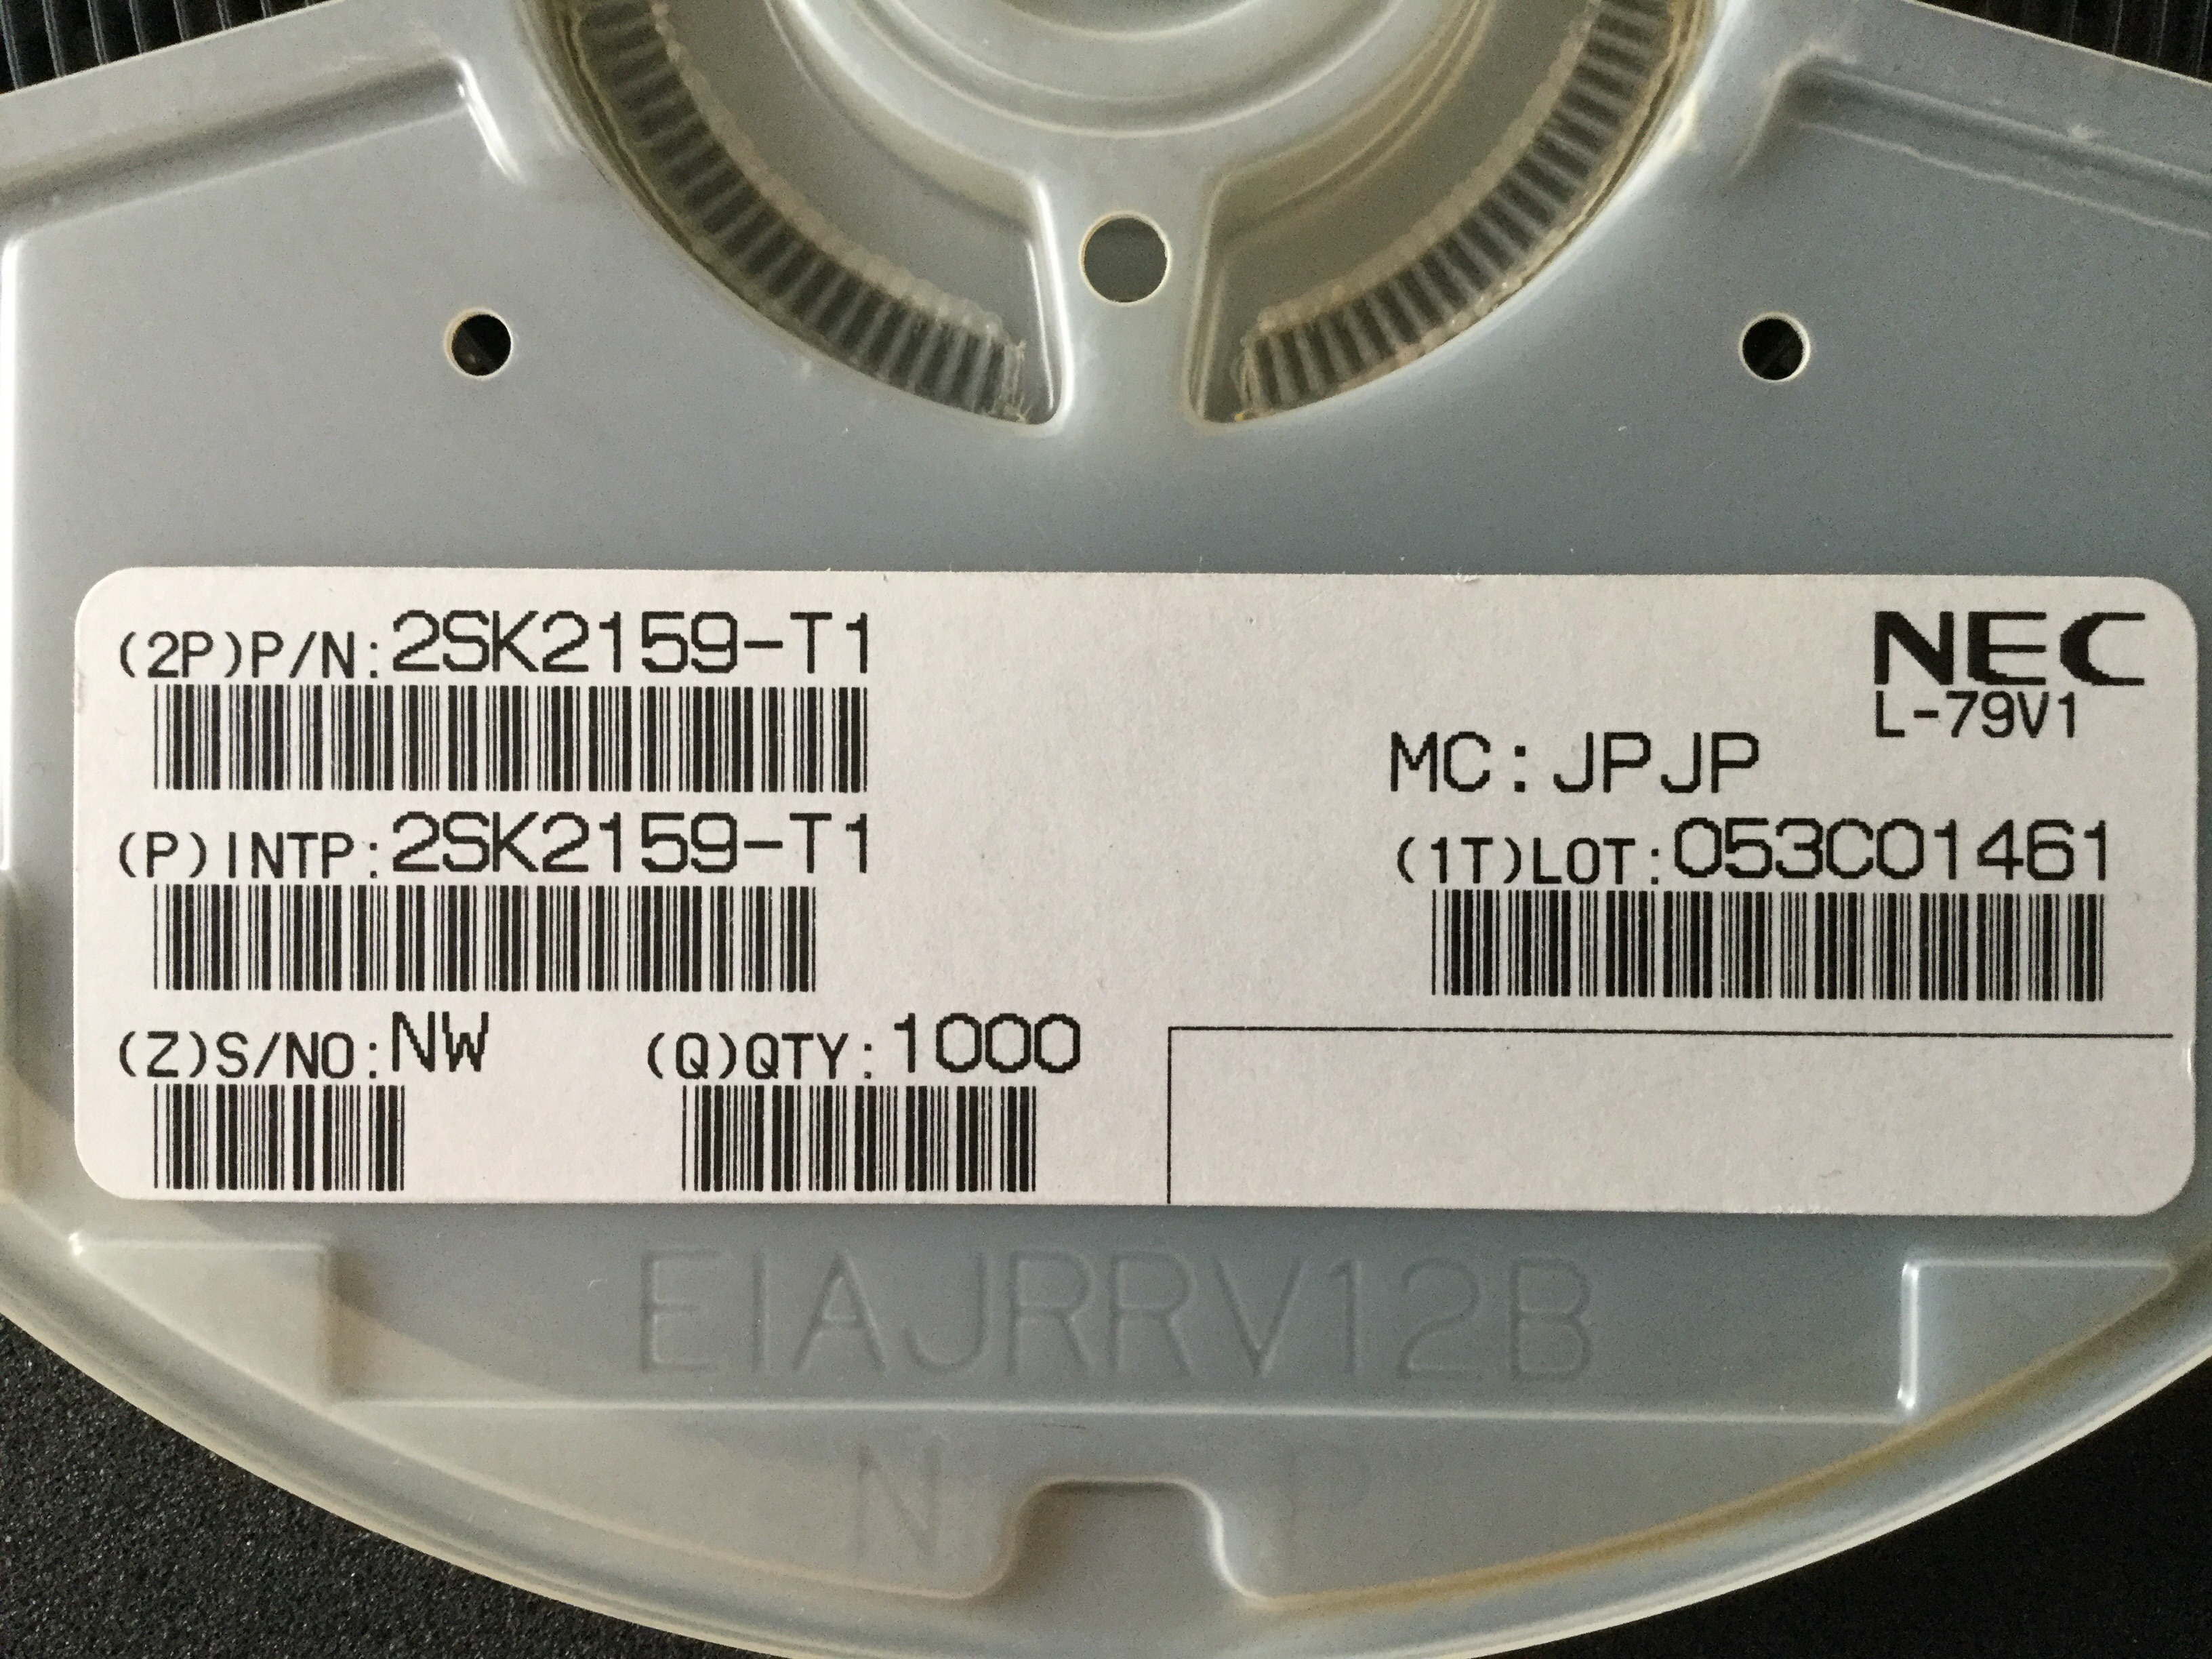 (2P)P/N:2SK2159-T1
NEC
L-79V1
MC:JPJP
(P)INTP:2SK2159-T1
(1T)LOT:053C01461
(Z)S/NO:NW
(Q)QTY:1000
EIAJRRV12B
N P